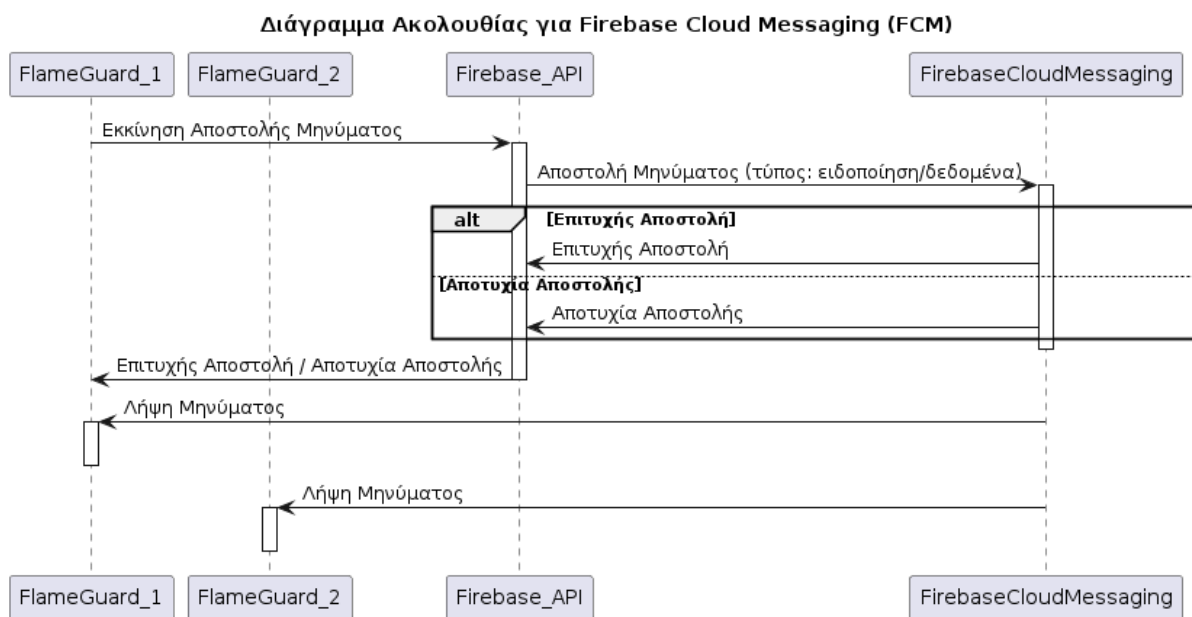 Διάγραμμα Ακολουθίας για Firebase Cloud Messaging (FCM)
FlameGuard_1
FlameGuard_2
Firebase_API
FirebaseCloudMessaging
Εκκίνηση Αποστολής Μηνύματος
Αποστολή Μηνύματος (τύπος: ειδοποίηση/δεδομένα)
alt
[Επιτυχής Αποστολή]
Επιτυχής Αποστολή
[Αποτυχία Αποστολής]
Αποτυχία Αποστολής
Επιτυχής Αποστολή / Αποτυχία Αποστολής
Λήψη Μηνύματος
Λήψη Μηνύματος
FlameGuard_1
FlameGuard_2
Firebase_API
FirebaseCloudMessaging